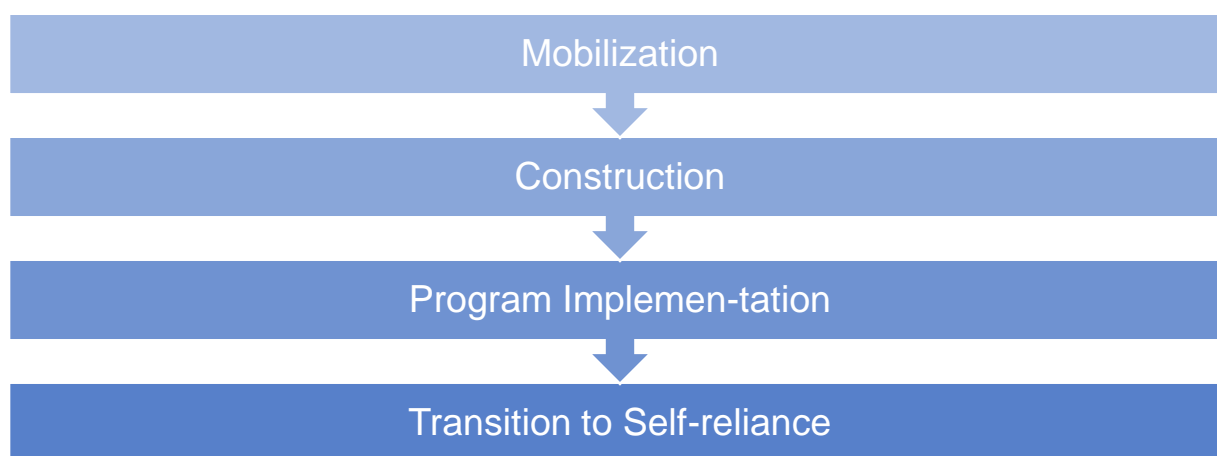 Mobilization
Construction
Program Implemen-tation
Transition to Self-reliance